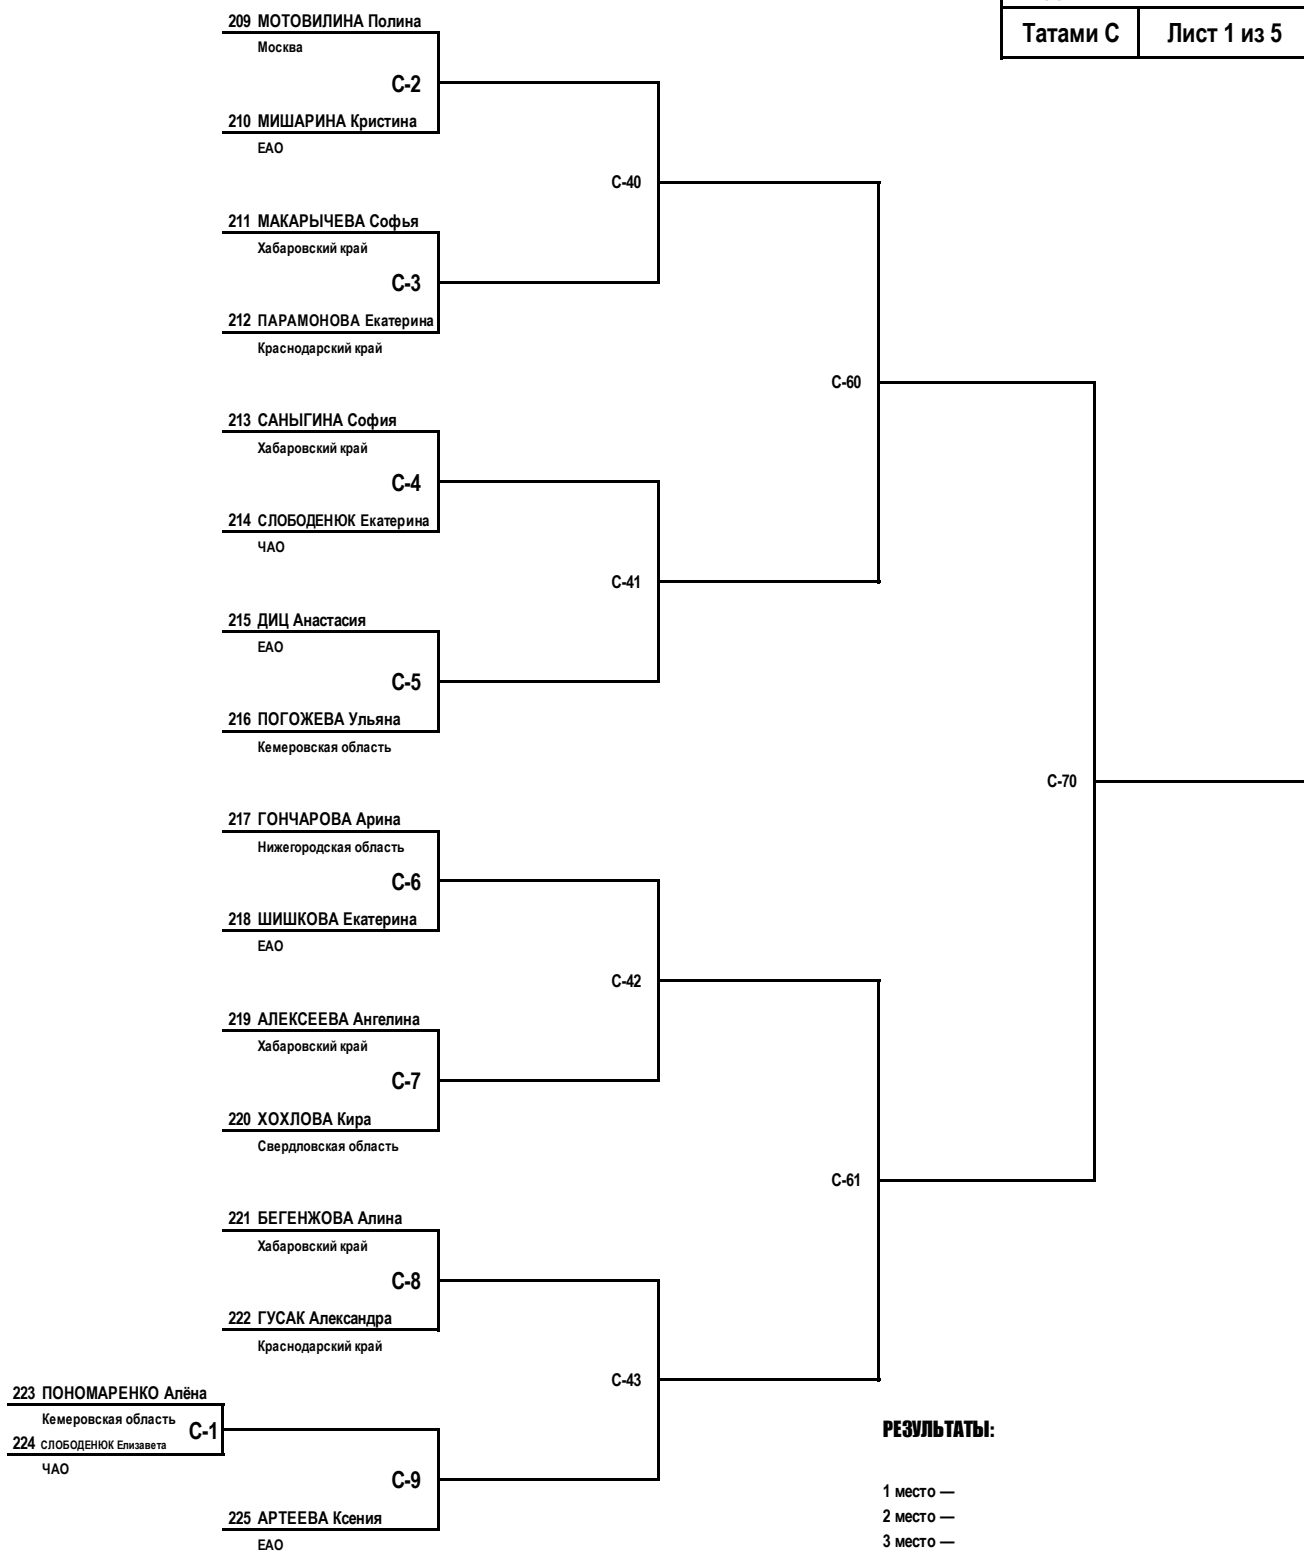 209 МОТОВИЛИНА Полина
Москва
Татами С
Лист 1 из 5
С-2
210 МИШАРИНА Кристина
ЕАО
С-40
211 МАКАРЫЧЕВА Софья
Хабаровский край
С-3
212 ПАРАМОНОВА Екатерина
Краснодарский край
С-60
213 САНЫГИНА София
Хабаровский край
С-4
214 СЛОБОДЕНЮК Екатерина
ЧАО
С-41
215 ДИЦ Анастасия
ЕАО
С-5
216 ПОГОЖЕВА Ульяна
Кемеровская область
С-70
217 ГОНЧАРОВА Арина
Нижегородская область
С-6
218 ШИШКОВА Екатерина
ЕАО
С-42
219 АЛЕКСЕЕВА Ангелина
Хабаровский край
С-7
220 ХОХЛОВА Кира
Свердловская область
С-61
221 БЕГЕНЖОВА Алина
Хабаровский край
С-8
222 ГУСАК Александра
Краснодарский край
С-43
223 ПОНОМАРЕНКО Алёна
Кемеровская область
С-1
224 СЛОБОДЕНЮК Елизавета
ЧАО
С-9
225 АРТЕЕВА Ксения
ЕАО
РЕЗУЛЬТАТЫ:
1 место —
2 место —
3 место —